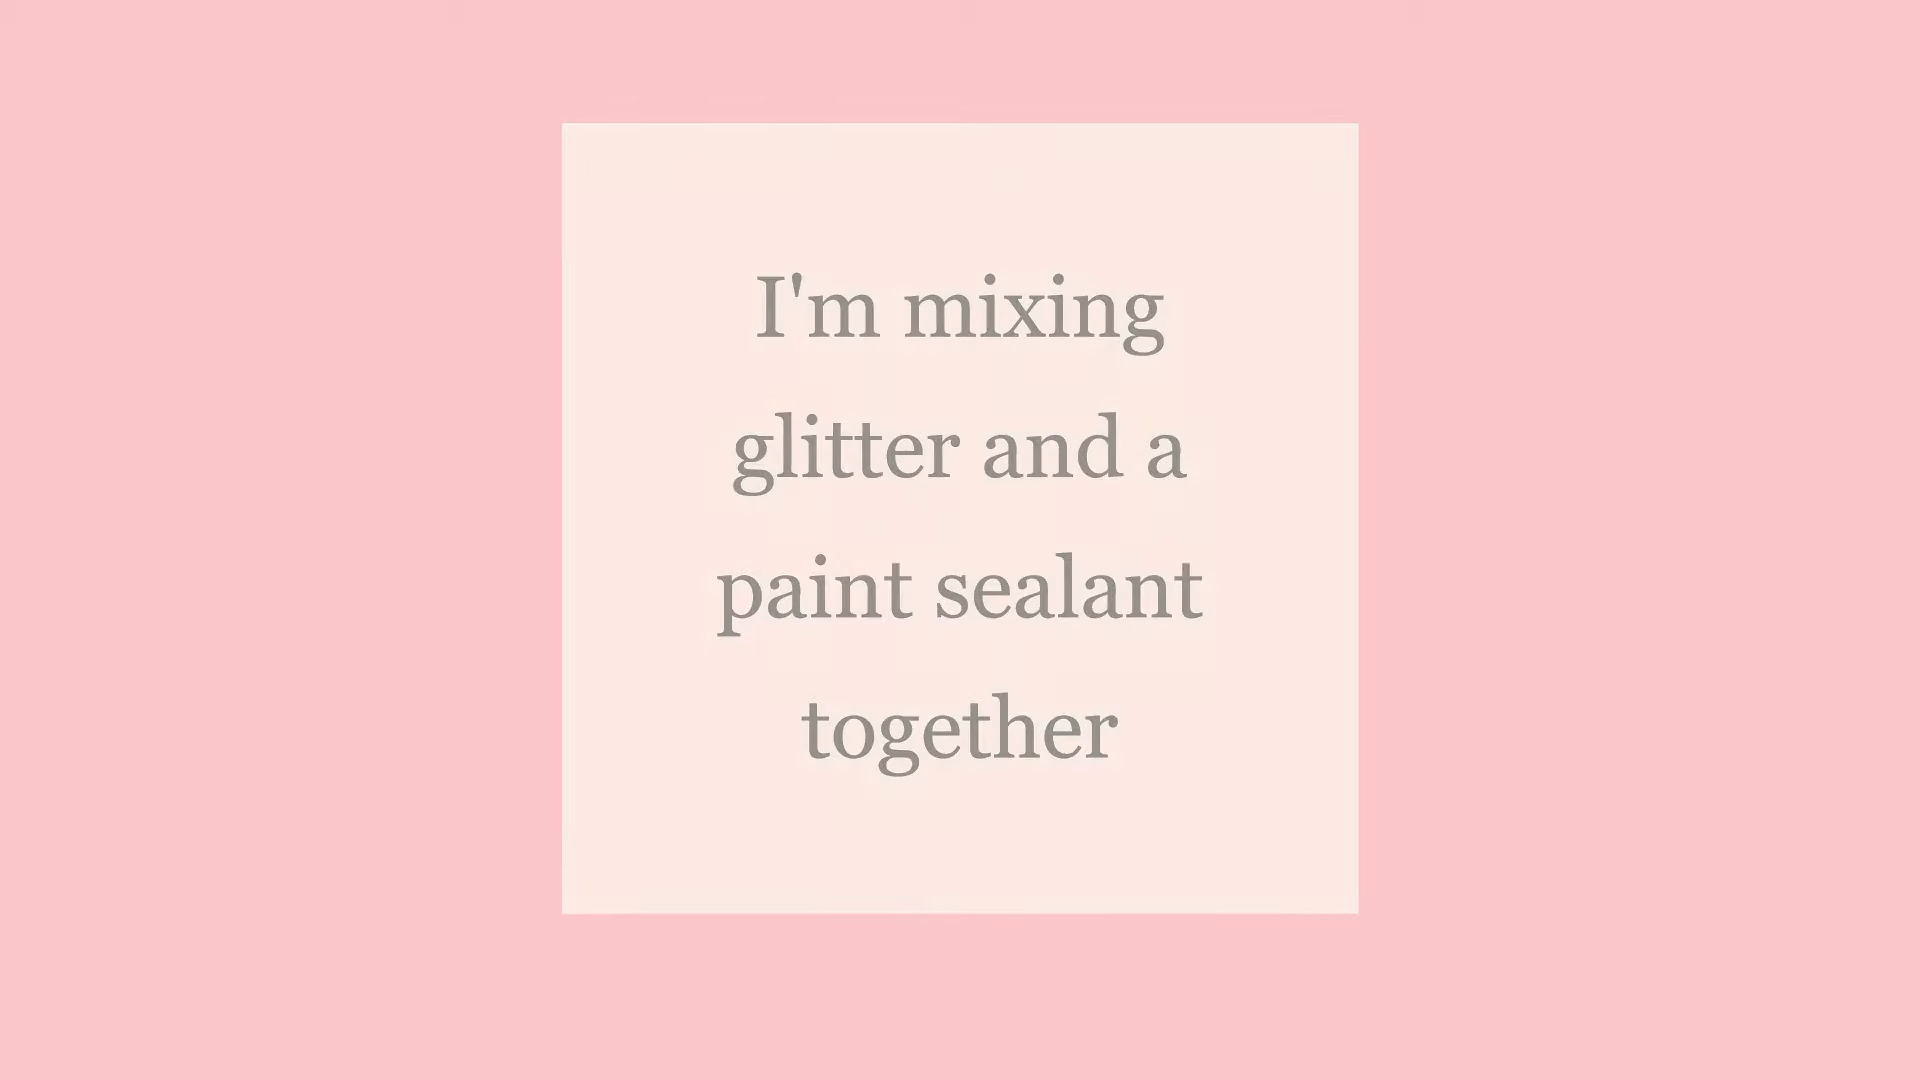 I'm mixing
glitter and a
paint sealant
together